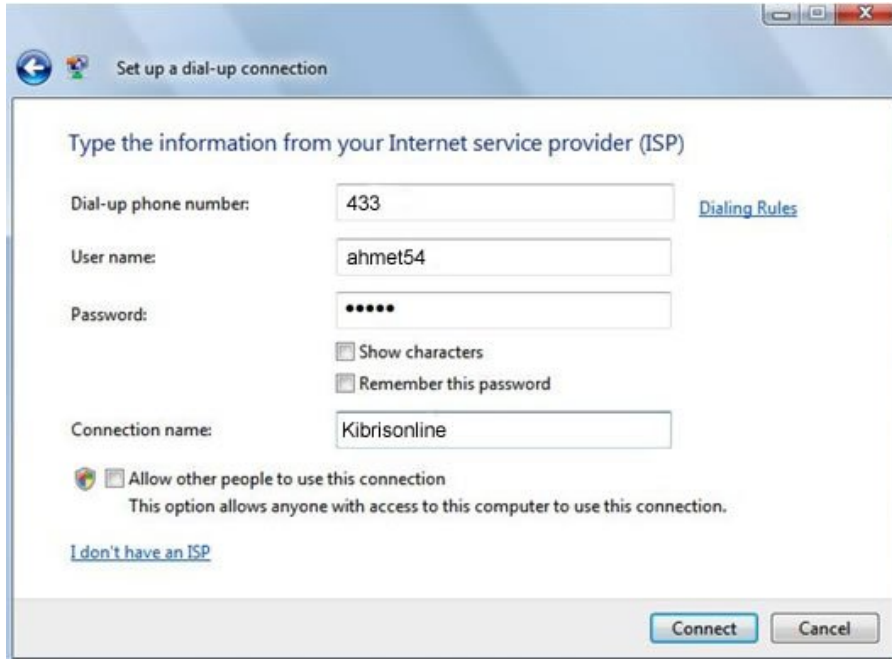 Set up a dial-up connection
Type the information from your Internet service provider (ISP)
Dial-up phone number: 433 Dialing Rules
User name: ahmet54
Password: •••••
Show characters
Remember this password
Connection name: Kibrisonline
Allow other people to use this connection
This option allows anyone with access to this computer to use this connection.
I don't have an ISP
Connect Cancel